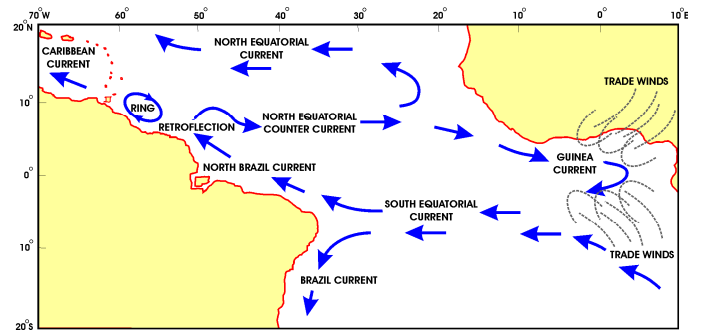 70°
60°
50°
40°
30°
20°
10°
0°
10°E
20°N
10°
0°
10°
20°S
CARIBBEAN
CURRENT
NORTH EQUATORIAL
CURRENT
TRADE WINDS
RING
RETROFLECTION
NORTH EQUATORIAL
COUNTER CURRENT
GUINEA
CURRENT
NORTH BRAZIL CURRENT
SOUTH EQUATORIAL
CURRENT
TRADE WINDS
BRAZIL CURRENT